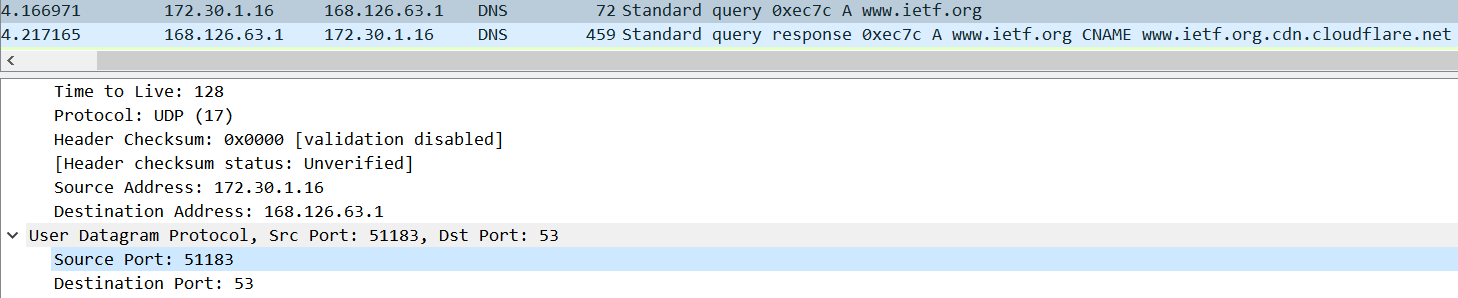 4.166971 172.30.1.16 168.126.63.1 DNS 72 Standard query 0xec7c A www.ietf.org
4.217165 168.126.63.1 172.30.1.16 DNS 459 Standard query response 0xec7c A www.ietf.org CNAME www.ietf.org.cdn.cloudflare.net
Time to Live: 128
Protocol: UDP (17)
Header Checksum: 0x0000 [validation disabled]
[Header checksum status: Unverified]
Source Address: 172.30.1.16
Destination Address: 168.126.63.1
User Datagram Protocol, Src Port: 51183, Dst Port: 53
Source Port: 51183
Destination Port: 53